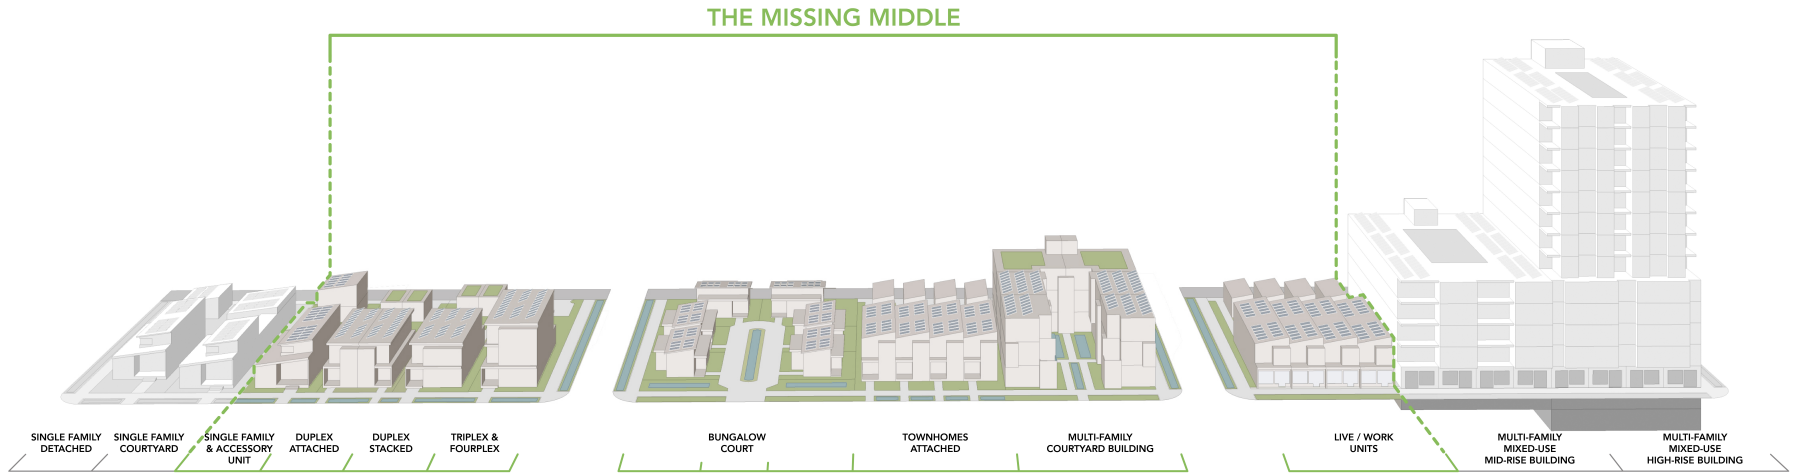 THE MISSING MIDDLE
SINGLE FAMILY
DETACHED
SINGLE FAMILY
COURTYARD
SINGLE FAMILY
& ACCESSORY
UNIT
DUPLEX
ATTACHED
DUPLEX
STACKED
TRIPLEX &
FOURPLEX
BUNGALOW
COURT
TOWNHOMES
ATTACHED
MULTI-FAMILY
COURTYARD BUILDING
LIVE / WORK
UNITS
MULTI-FAMILY
MIXED-USE
MID-RISE BUILDING
MULTI-FAMILY
MIXED-USE
HIGH-RISE BUILDING